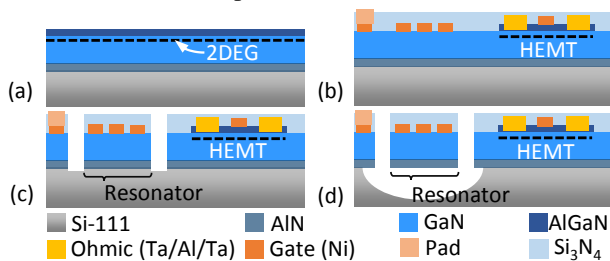 2DEG
(a)
HEMT
(b)
HEMT
Resonator
(c)
HEMT
Resonator
(d)
Si-111
AlN
GaN
AlGaN
Ohmic (Ta/Al/Ta)
Gate (Ni)
Pad
Si₃N₄